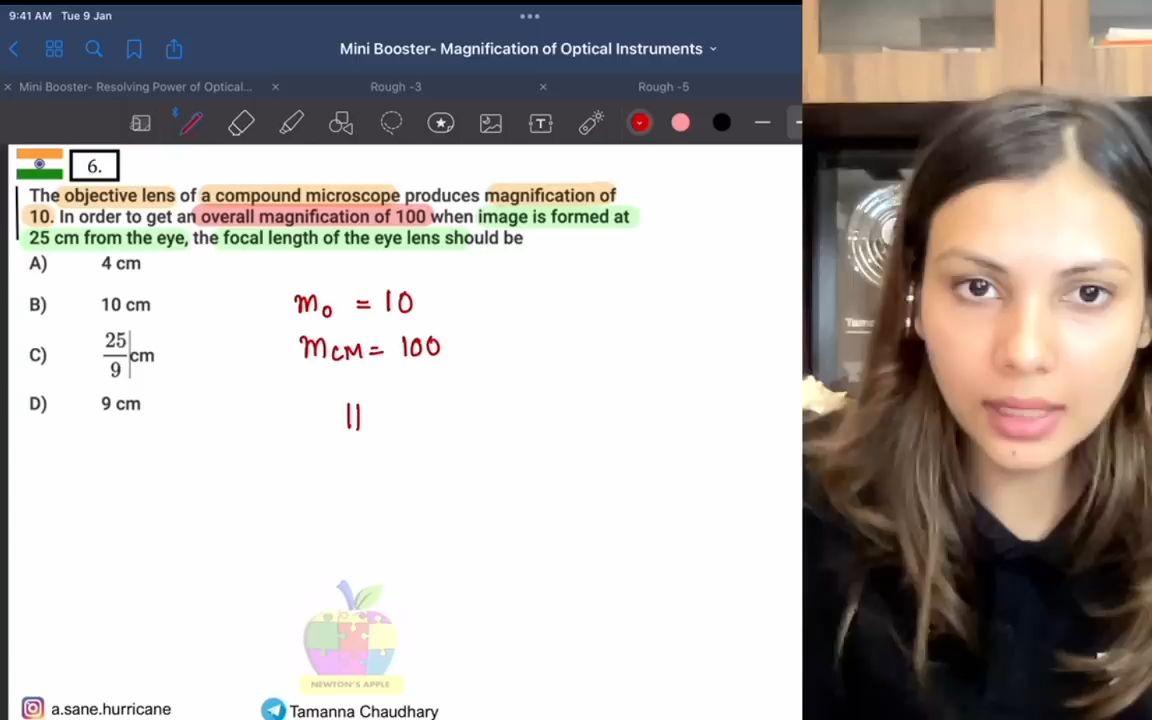 9:41 AM Tue 9 Jan
Mini Booster- Magnification of Optical Instruments
Mini Booster- Resolving Power of Optical...
Rough -3
Rough -5
6.
The objective lens of a compound microscope produces magnification of
10. In order to get an overall magnification of 100 when image is formed at
25 cm from the eye, the focal length of the eye lens should be
A) 4 cm
B) 10 cm
C) 25/9 cm
D) 9 cm
mo = 10
mCM = 100
||
NEWTON'S APPLE
a.sane.hurricane
Tamanna Chaudhary